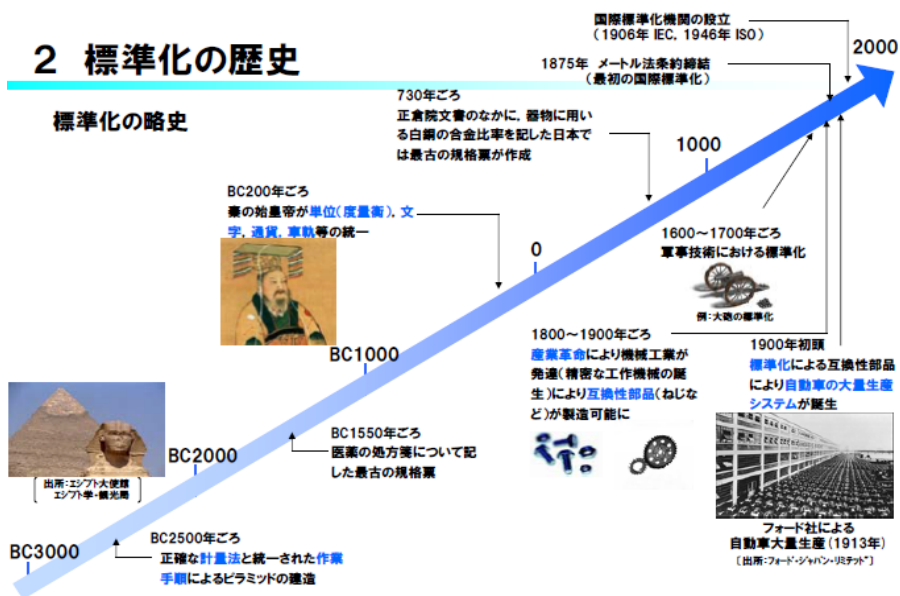 2 標準化の歴史
標準化の略史
国際標準化機関の設立
(1906年 IEC, 1946年 ISO)
2000
1875年 メートル法条約締結
(最初の国際標準化)
730年ごろ
正倉院文書のなかに，器物に用い
る白銅の合金比率を記した日本で
は最古の規格票が作成
1000
BC200年ごろ
秦の始皇帝が単位(度量衡)，文
字，通貨，車軌等の統一
0
1600～1700年ごろ
軍事技術における標準化
例：大砲の標準化
BC1000
1800～1900年ごろ
産業革命により機械工業が
発達(精密な工作機械の誕
生)により互換性部品(ねじな
ど)が製造可能に
1900年初頭
標準化による互換性部品
により自動車の大量生産
システムが誕生
フォード社による
自動車大量生産(1913年)
〔出所：フォード・ジャパン・リミテッド〕
BC1550年ごろ
医薬の処方箋について記
した最古の規格票
BC2000
出所：エジプト大使館
エジプト学・観光局
BC2500年ごろ
正確な計量法と統一された作業
手順によるピラミッドの建造
BC3000